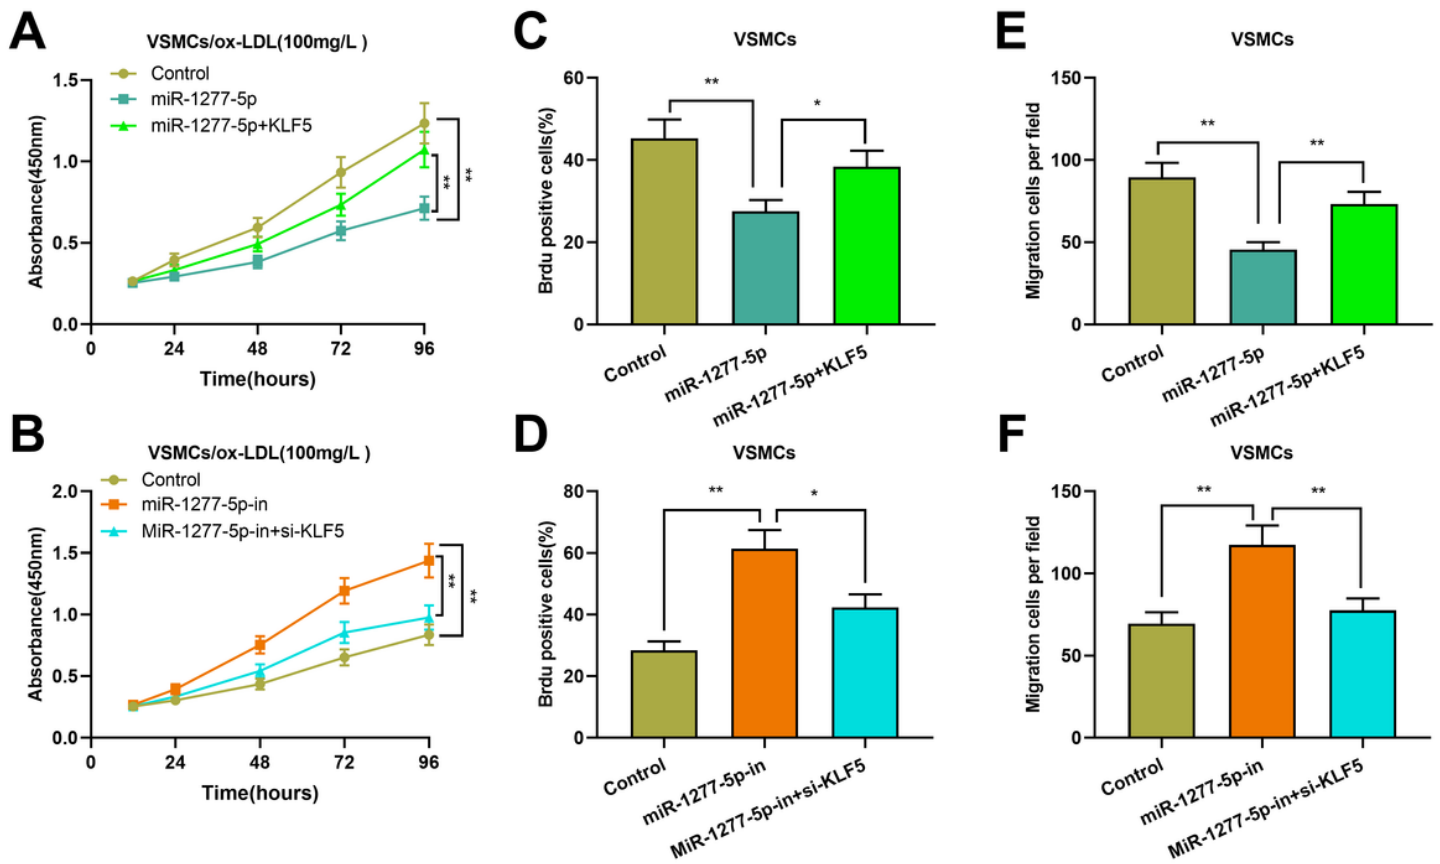 A
VSMCs/ox-LDL(100mg/L )
Control
miR-1277-5p
miR-1277-5p+KLF5
Absorbance(450nm)
1.5
1.0
0.5
0.0
0 24 48 72 96
Time(hours)
**
**
C
VSMCs
Brdu positive cells(%)
60
40
20
0
**
*
Control
miR-1277-5p
miR-1277-5p+KLF5
E
VSMCs
Migration cells per field
150
100
50
0
**
**
Control
miR-1277-5p
miR-1277-5p+KLF5
B
VSMCs/ox-LDL(100mg/L )
Control
miR-1277-5p-in
MiR-1277-5p-in+si-KLF5
Absorbance(450nm)
2.0
1.5
1.0
0.5
0.0
0 24 48 72 96
Time(hours)
**
**
D
VSMCs
Brdu positive cells(%)
80
60
40
20
0
**
*
Control
miR-1277-5p-in
MiR-1277-5p-in+si-KLF5
F
VSMCs
Migration cells per field
150
100
50
0
**
**
Control
miR-1277-5p-in
MiR-1277-5p-in+si-KLF5